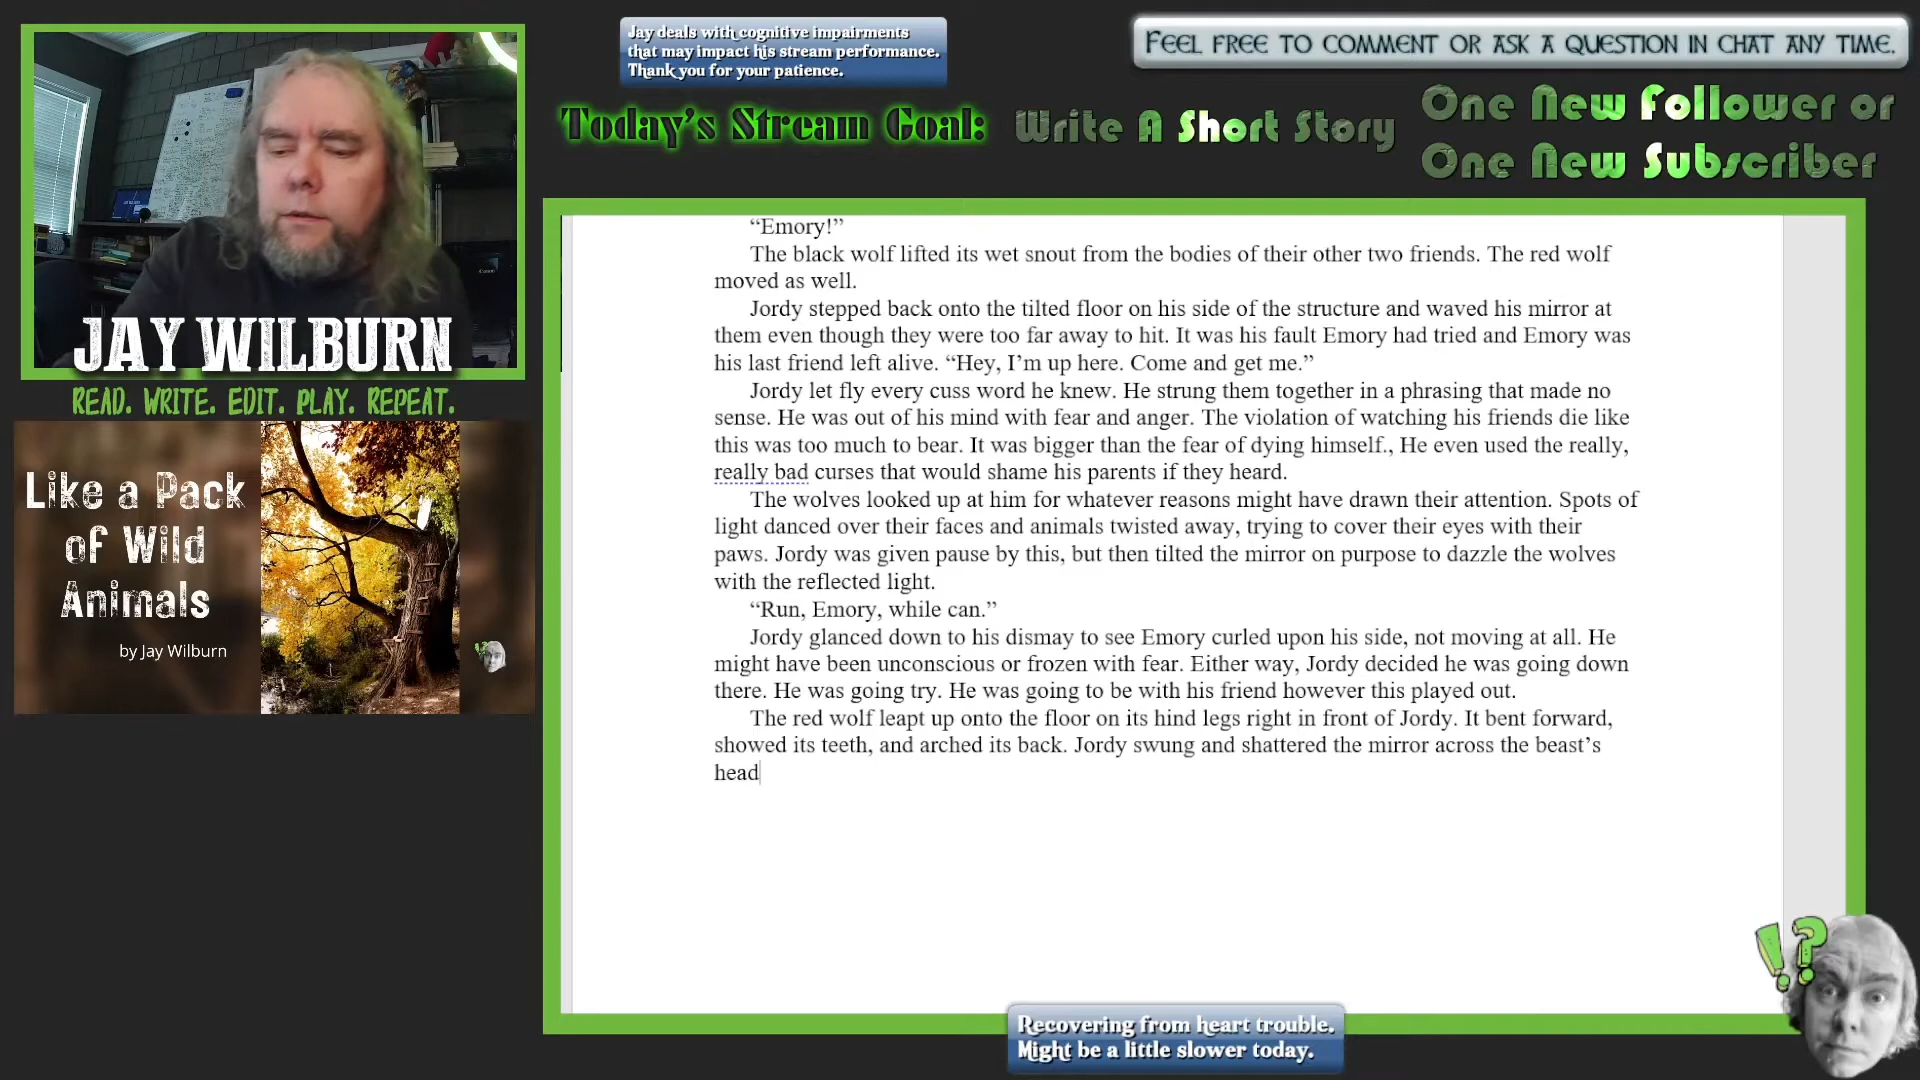 Jay deals with cognitive impairments
that may impact his stream performance.
Thank you for your patience.
FEEL FREE TO COMMENT OR ASK A QUESTION IN CHAT ANY TIME.
Today's Stream Goal:
Write A Short Story
One New Follower or
One New Subscriber
JAY WILBURN
READ. WRITE. EDIT. PLAY. REPEAT.
Like a Pack
of Wild
Animals
by Jay Wilburn
“Emory!”
The black wolf lifted its wet snout from the bodies of their other two friends. The red wolf
moved as well.
Jordy stepped back onto the tilted floor on his side of the structure and waved his mirror at
them even though they were too far away to hit. It was his fault Emory had tried and Emory was
his last friend left alive. “Hey, I’m up here. Come and get me.”
Jordy let fly every cuss word he knew. He strung them together in a phrasing that made no
sense. He was out of his mind with fear and anger. The violation of watching his friends die like
this was too much to bear. It was bigger than the fear of dying himself., He even used the really,
really bad curses that would shame his parents if they heard.
The wolves looked up at him for whatever reasons might have drawn their attention. Spots of
light danced over their faces and animals twisted away, trying to cover their eyes with their
paws. Jordy was given pause by this, but then tilted the mirror on purpose to dazzle the wolves
with the reflected light.
“Run, Emory, while can.”
Jordy glanced down to his dismay to see Emory curled upon his side, not moving at all. He
might have been unconscious or frozen with fear. Either way, Jordy decided he was going down
there. He was going try. He was going to be with his friend however this played out.
The red wolf leapt up onto the floor on its hind legs right in front of Jordy. It bent forward,
showed its teeth, and arched its back. Jordy swung and shattered the mirror across the beast’s
head
!?
Recovering from heart trouble.
Might be a little slower today.